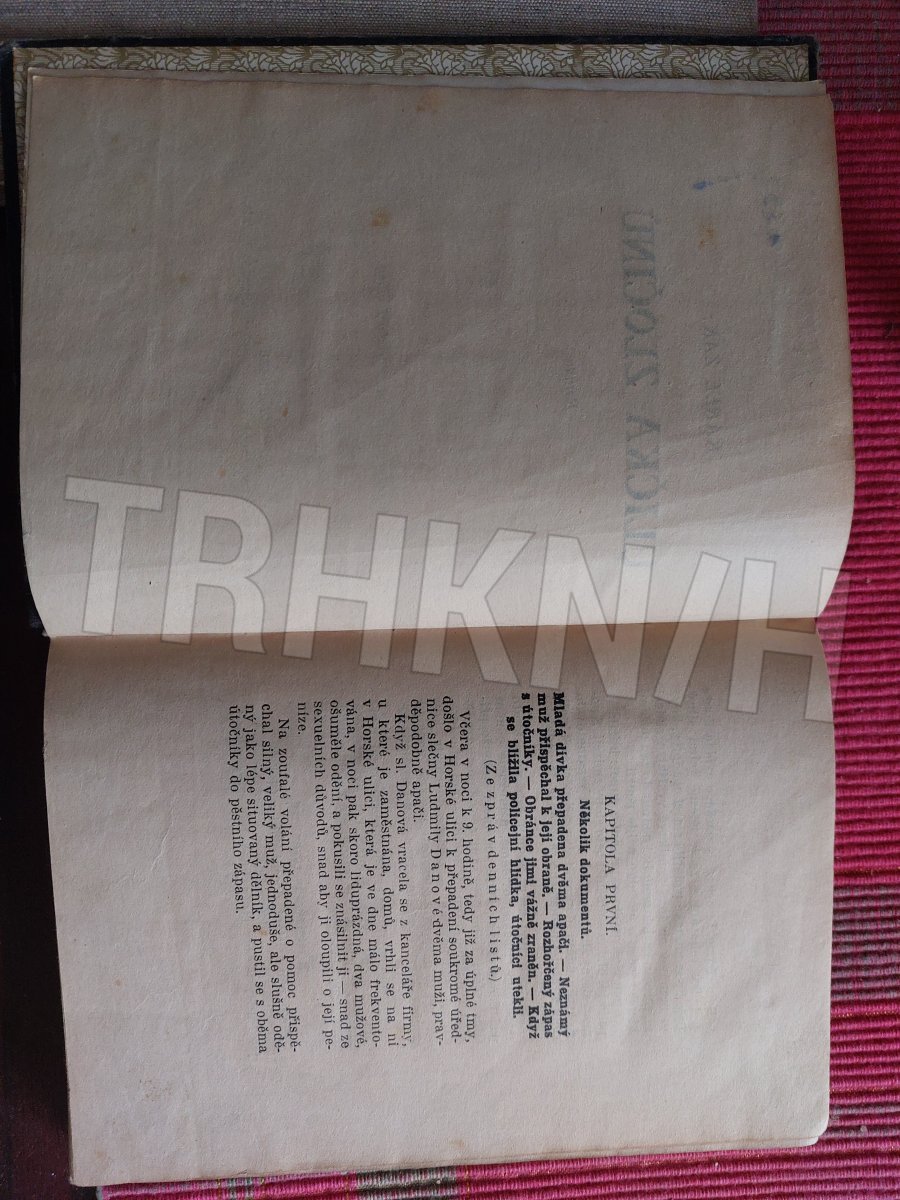 KAPITOLA PRVNÍ.
Několik dokumentů.
Mladá dívka přepadena dvěma apači. — Neznámý
muž přispěchal k její obraně. — Rozhořčený zápas
s útočníky. — Obránce jimi vážně zraněn. — Když
se blížila policejní hlídka, útočníci utekli.
(Ze zpráv denních listů.)
Včera v noci k 9. hodině, tedy již za úplné tmy,
došlo v Horské ulici k přepadení soukromé úřed-
nice slečny Ludmily Danové dvěma muži, prav-
děpodobně apači.
Když sl. Danová vracela se z kanceláře firmy,
u které je zaměstnána, domů, vrhli se na ni
v Horské ulici, která je ve dne málo frekvento-
vána, v noci pak skoro liduprázdná, dva mužové,
ošuměle odění, a pokusili se znásilnit ji — snad ze
sexuelních důvodů, snad aby ji oloupili o její pe-
níze.
Na zoufalé volání přepadené o pomoc přispě-
chal silný, veliký muž, jednoduše, ale slušně odě-
ný jako lépe situovaný dělník, a pustil se s oběma
útočníky do pěstního zápasu.
TRHKN/H